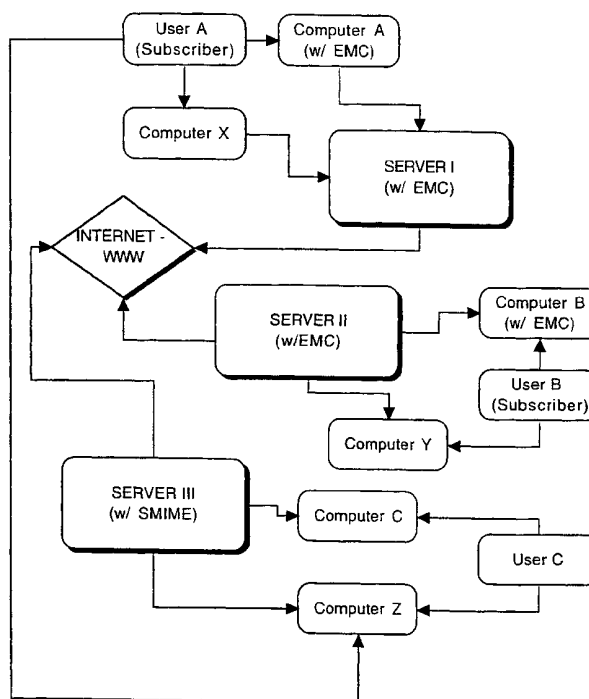 User A
(Subscriber)
Computer A
(w/ EMC)
Computer X
SERVER I
(w/ EMC)
INTERNET -
WWW
SERVER II
(w/EMC)
Computer B
(w/ EMC)
User B
(Subscriber)
Computer Y
SERVER III
(w/ SMIME)
Computer C
User C
Computer Z